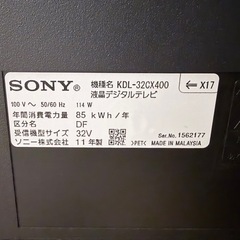 SONY 機種名 KDL-32CX400
液晶デジタルテレビ
⇐ X17
100 V～ 50/60 Hz 114 W
年間消費電力量 85 kWh/年
区分名 DF
受信機型サイズ 32V
ソニー株式会社 11年製
Ser.No. 1562177
>PET< MADE IN MALAYSIA